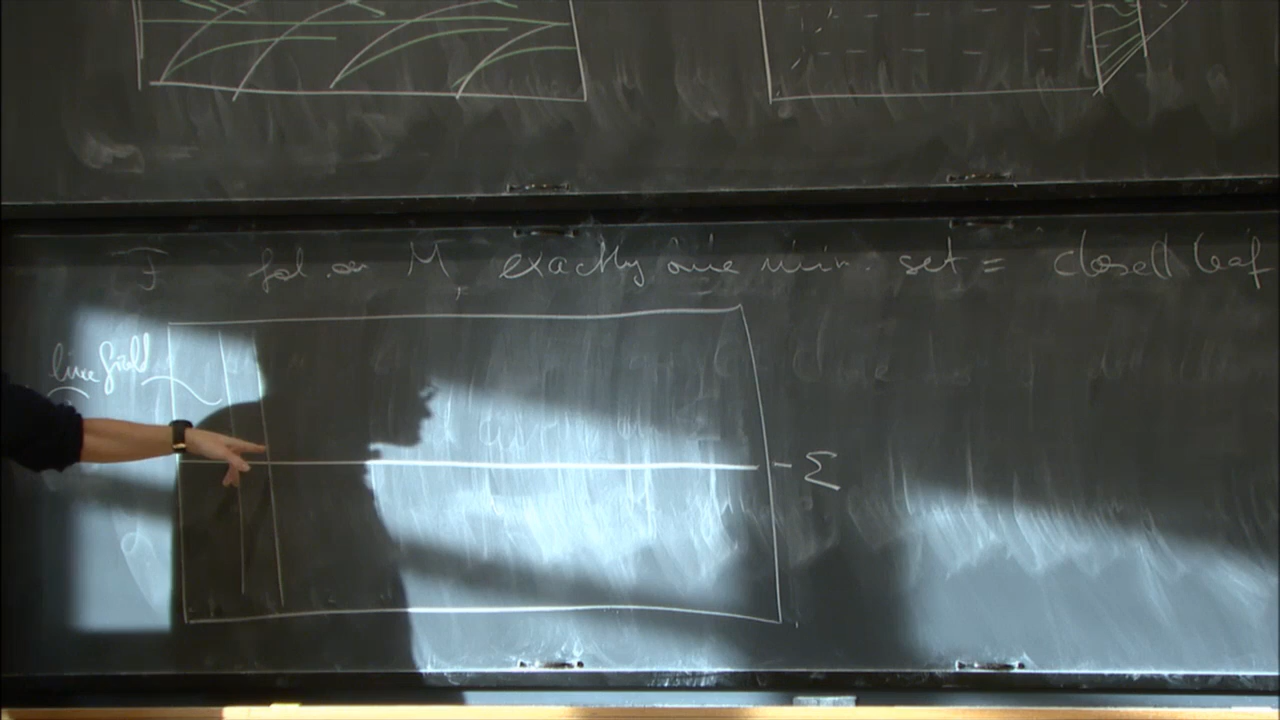 F fol. on M, exactly one min. set = closed leaf
line field
Σ